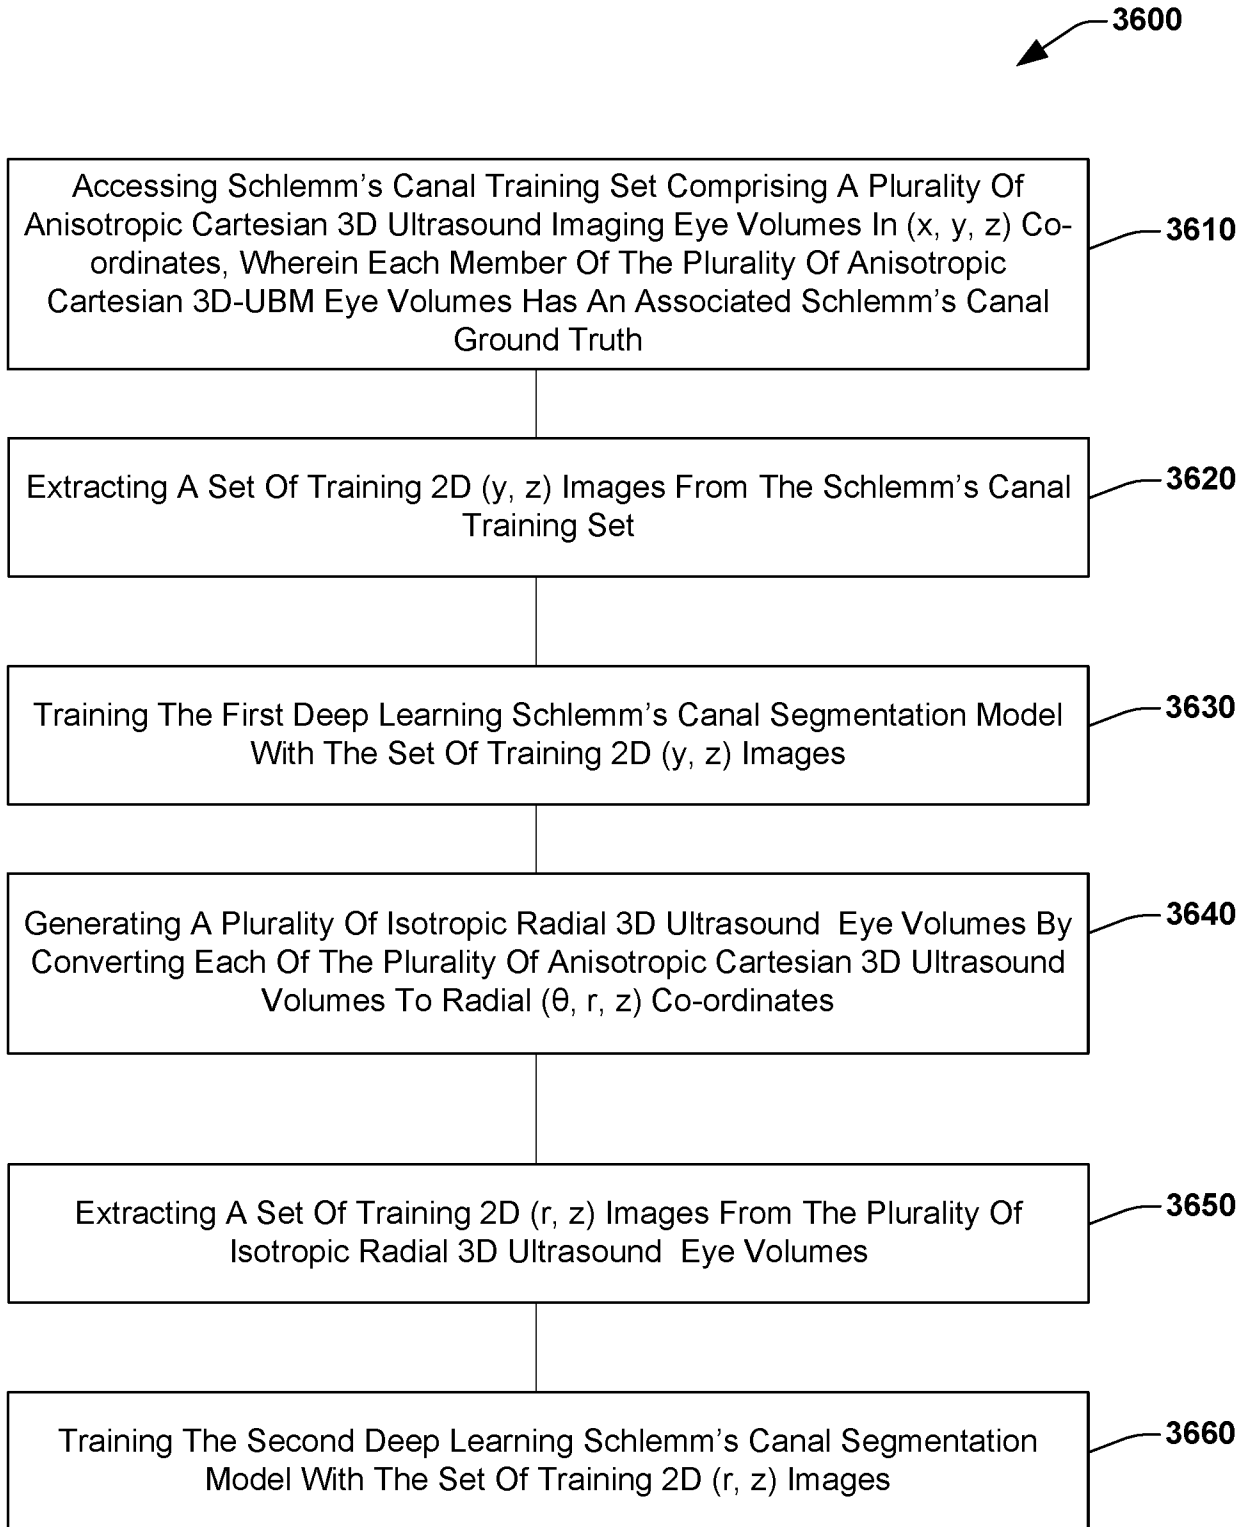 3600
Accessing Schlemm's Canal Training Set Comprising A Plurality Of
Anisotropic Cartesian 3D Ultrasound Imaging Eye Volumes In (x, y, z) Co-
ordinates, Wherein Each Member Of The Plurality Of Anisotropic
Cartesian 3D-UBM Eye Volumes Has An Associated Schlemm's Canal
Ground Truth
3610
Extracting A Set Of Training 2D (y, z) Images From The Schlemm's Canal
Training Set
3620
Training The First Deep Learning Schlemm's Canal Segmentation Model
With The Set Of Training 2D (y, z) Images
3630
Generating A Plurality Of Isotropic Radial 3D Ultrasound  Eye Volumes By
Converting Each Of The Plurality Of Anisotropic Cartesian 3D Ultrasound
Volumes To Radial (θ, r, z) Co-ordinates
3640
Extracting A Set Of Training 2D (r, z) Images From The Plurality Of
Isotropic Radial 3D Ultrasound  Eye Volumes
3650
Training The Second Deep Learning Schlemm's Canal Segmentation
Model With The Set Of Training 2D (r, z) Images
3660